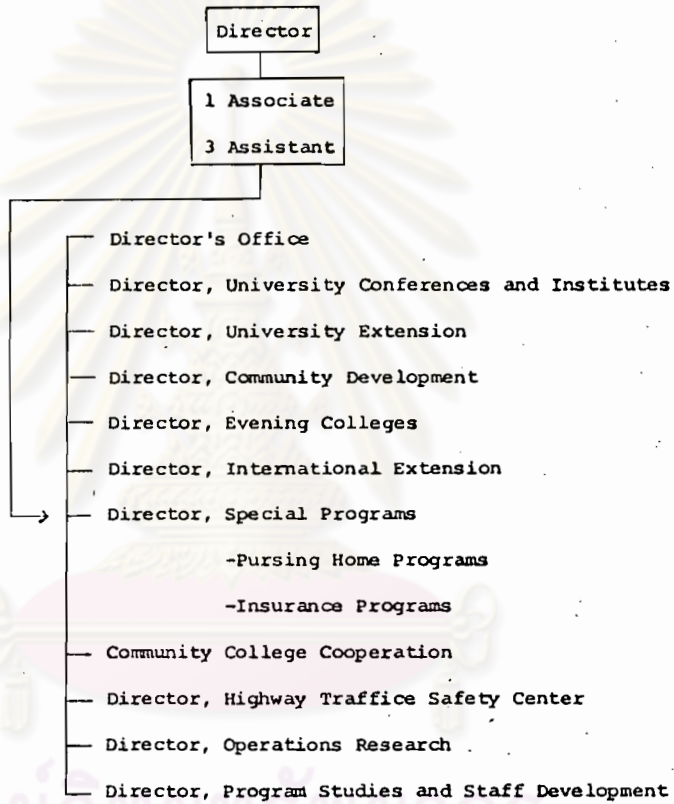 Director
1 Associate
3 Assistant
Director's Office
Director, University Conferences and Institutes
Director, University Extension
Director, Community Development
Director, Evening Colleges
Director, International Extension
Director, Special Programs
-Pursing Home Programs
-Insurance Programs
Community College Cooperation
Director, Highway Traffice Safety Center
Director, Operations Research
Director, Program Studies and Staff Development